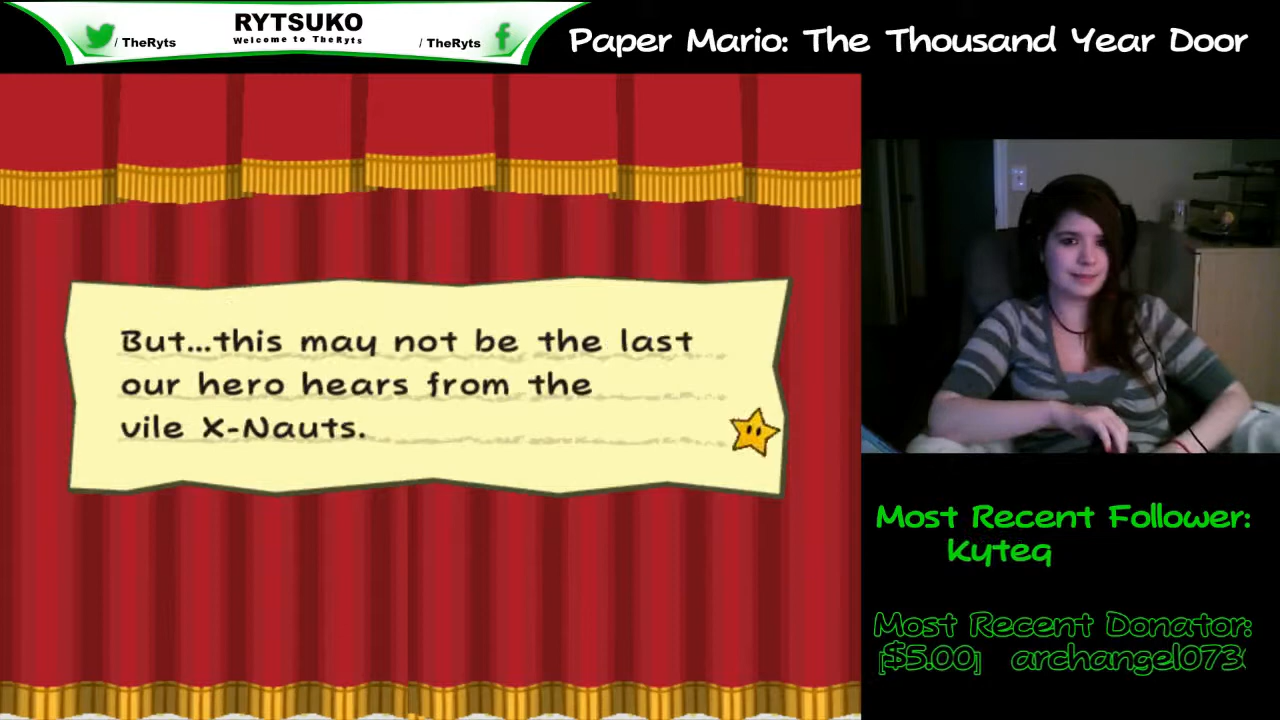 RYTSUKO
Welcome to TheRyts
/ TheRyts
/ TheRyts
Paper Mario: The Thousand Year Door
But...this may not be the last
our hero hears from the
vile X-Nauts.
Most Recent Follower:
Kyteq
Most Recent Donator:
[$5.00] archangel073